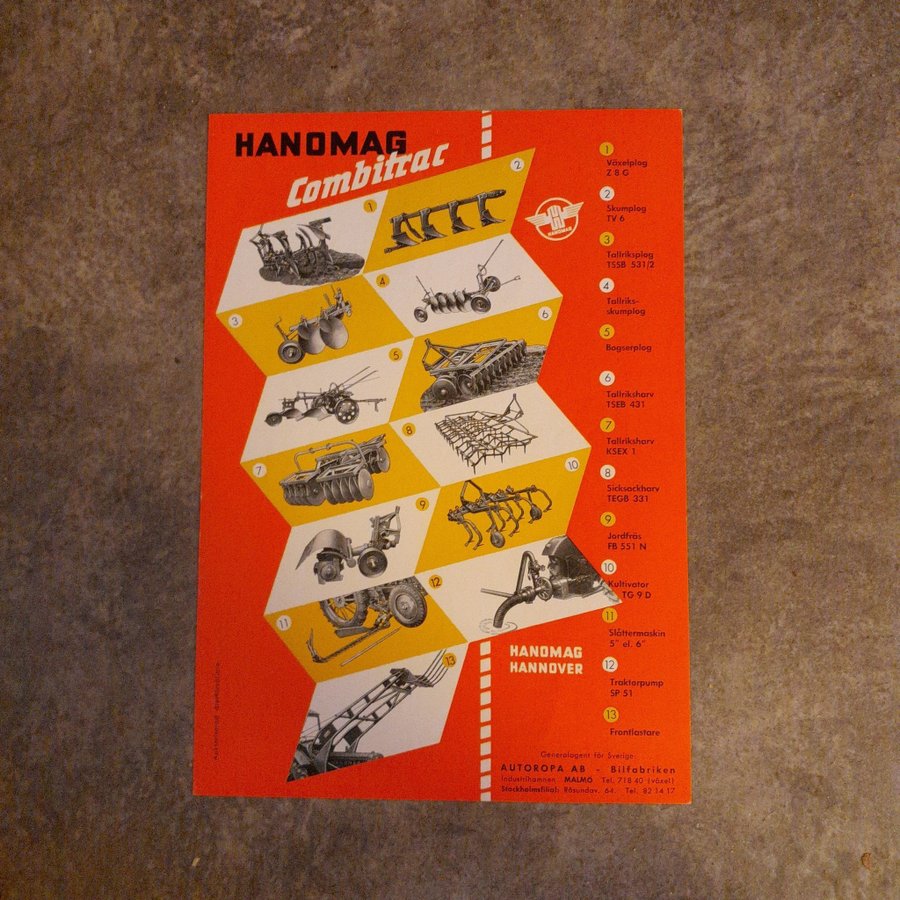 HANOMAG
Combitrac
1
2
3
4
5
6
7
8
9
10
11
12
13
HANOMAG
1
Växelplog
Z 8 G
2
Skumplog
TV 6
3
Tallriksplog
TSSB 531/2
4
Tallriks-
skumplog
5
Bogserplog
6
Tallriksharv
TSEB 431
7
Tallriksharv
KSEX 1
8
Sicksackharv
TEGB 331
9
Jordfräs
FB 551 N
10
Kultivator
TG 9 D
11
Slåttermaskin
5" el. 6"
12
Traktorpump
SP 51
13
Frontlastare
HANOMAG
HANNOVER
Generalagent för Sverige:
AUTOROPA AB - Bilfabriken
Industrihamnen MALMÖ Tel. 718 40 (växel)
Stockholmsfilial: Råsundav. 64. Tel. 82 14 17